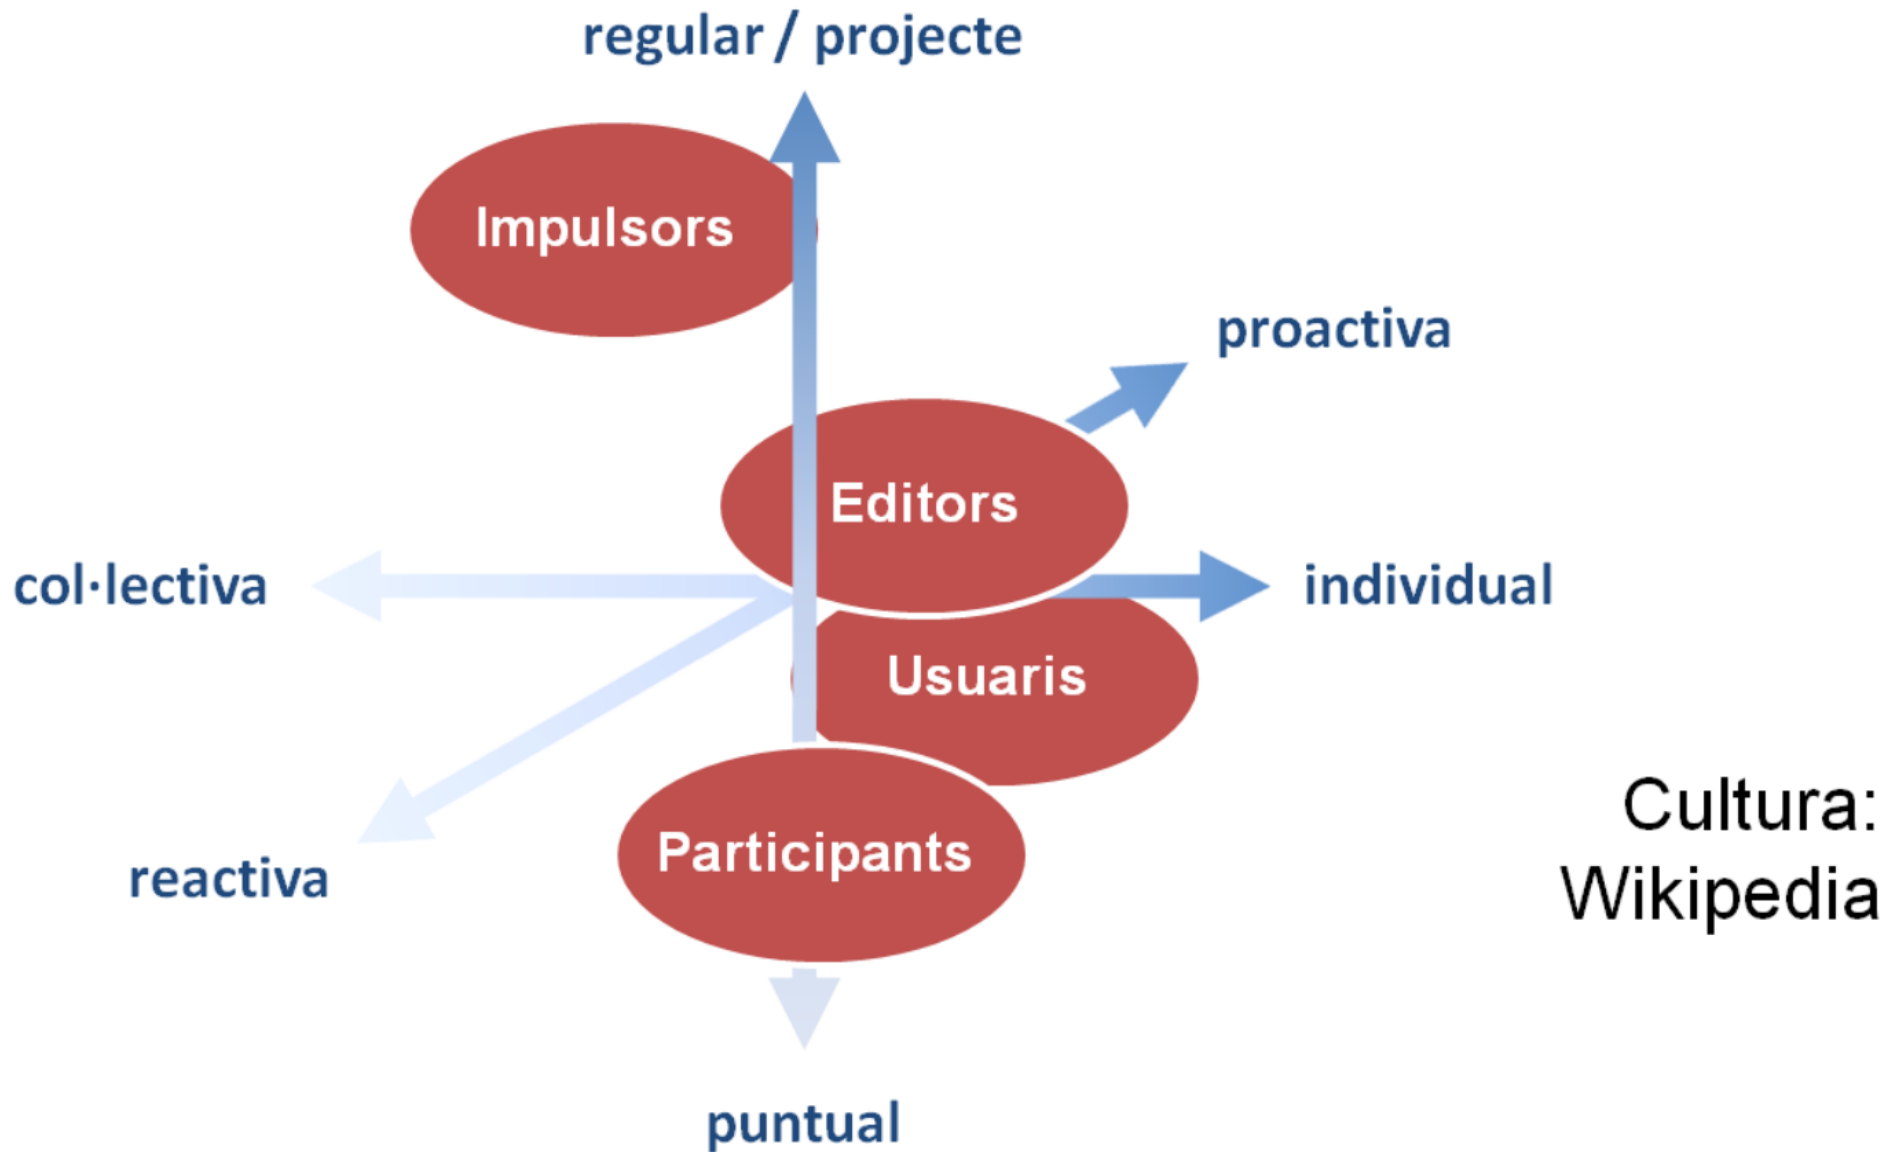 regular / projecte
Impulsors
proactiva
Editors
col·lectiva
individual
Usuaris
Cultura:
Wikipedia
Participants
reactiva
puntual